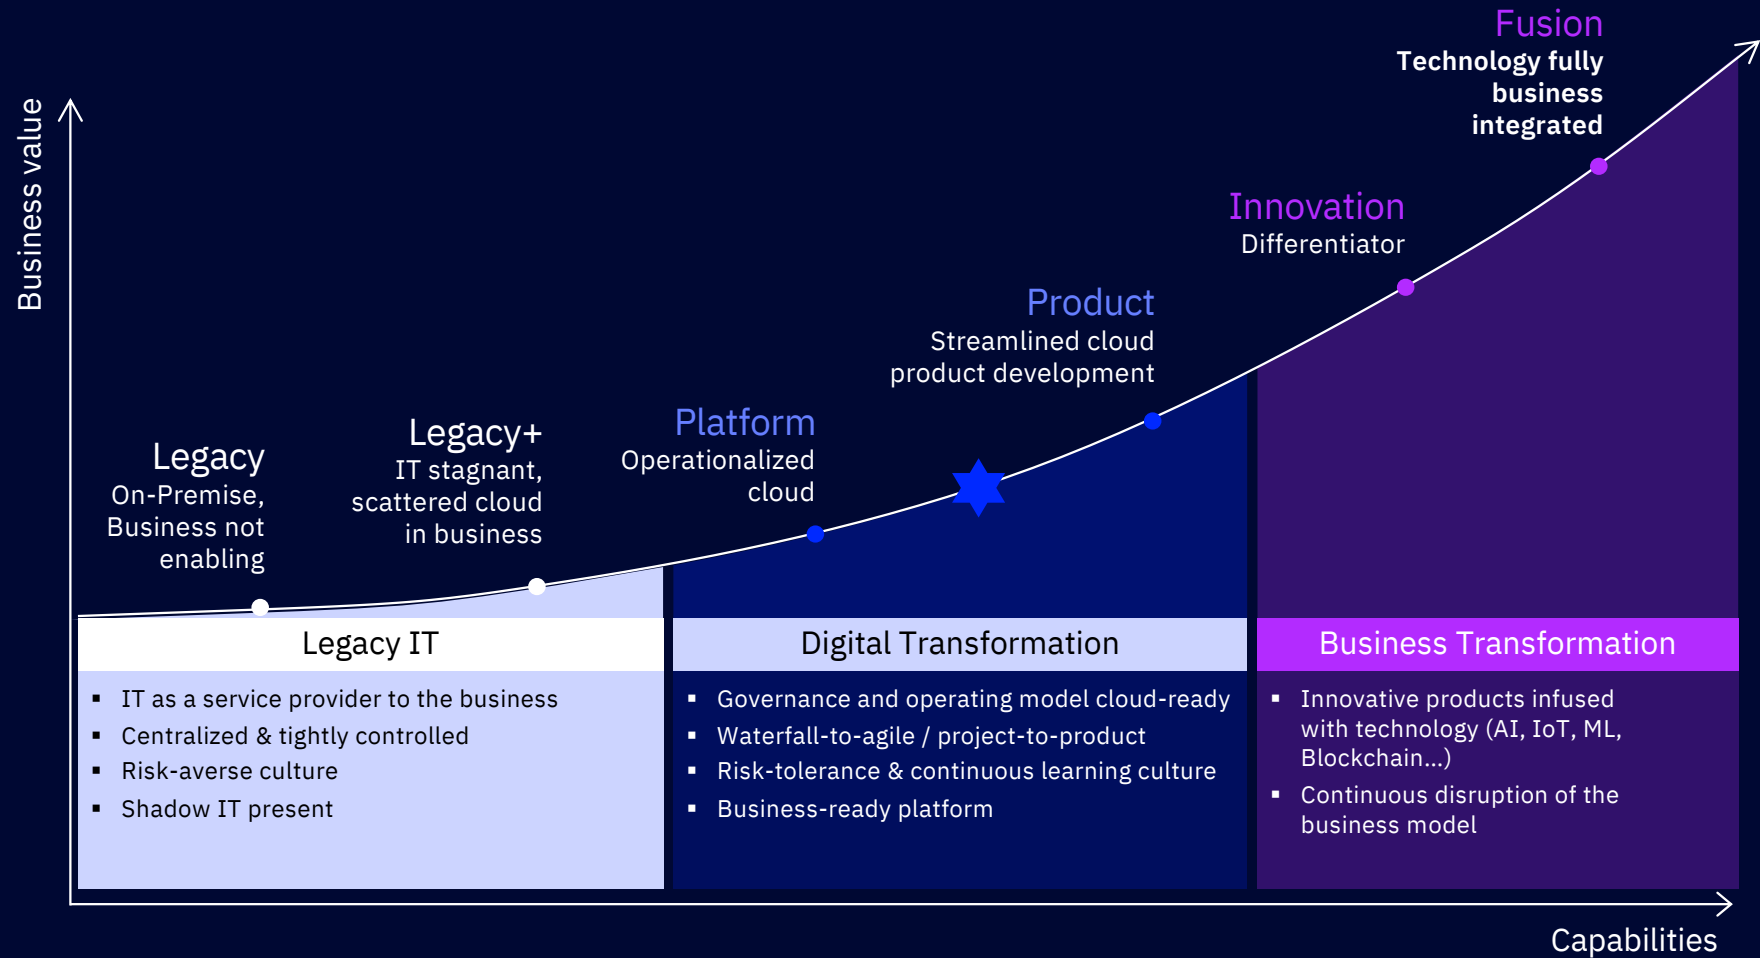 Business value
Fusion
Technology fully
business
integrated
Innovation
Differentiator
Product
Streamlined cloud
product development
Platform
Operationalized
cloud
Legacy+
IT stagnant,
scattered cloud
in business
Legacy
On-Premise,
Business not
enabling
Legacy IT
▪ IT as a service provider to the business
▪ Centralized & tightly controlled
▪ Risk-averse culture
▪ Shadow IT present
Digital Transformation
▪ Governance and operating model cloud-ready
▪ Waterfall-to-agile / project-to-product
▪ Risk-tolerance & continuous learning culture
▪ Business-ready platform
Business Transformation
▪ Innovative products infused
with technology (AI, IoT, ML,
Blockchain...)
▪ Continuous disruption of the
business model
Capabilities